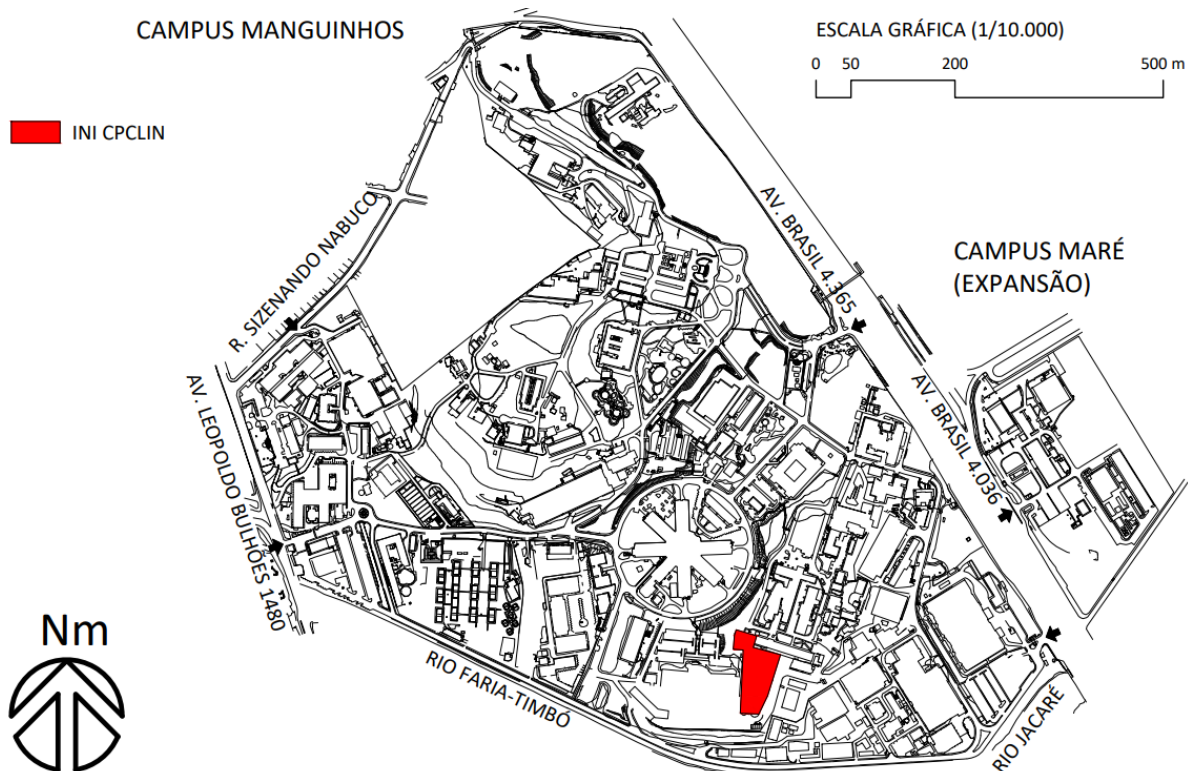 CAMPUS MANGUINHOS
ESCALA GRÁFICA (1/10.000)
0 50 200 500 m
INI CPCLIN
R. SIZENANDO NABUCO
AV. BRASIL 4.365
CAMPUS MARÉ
(EXPANSÃO)
AV. LEOPOLDO BULHÕES 1480
AV. BRASIL 4.036
Nm
RIO FARIA-TIMBÓ
RIO JACARÉ